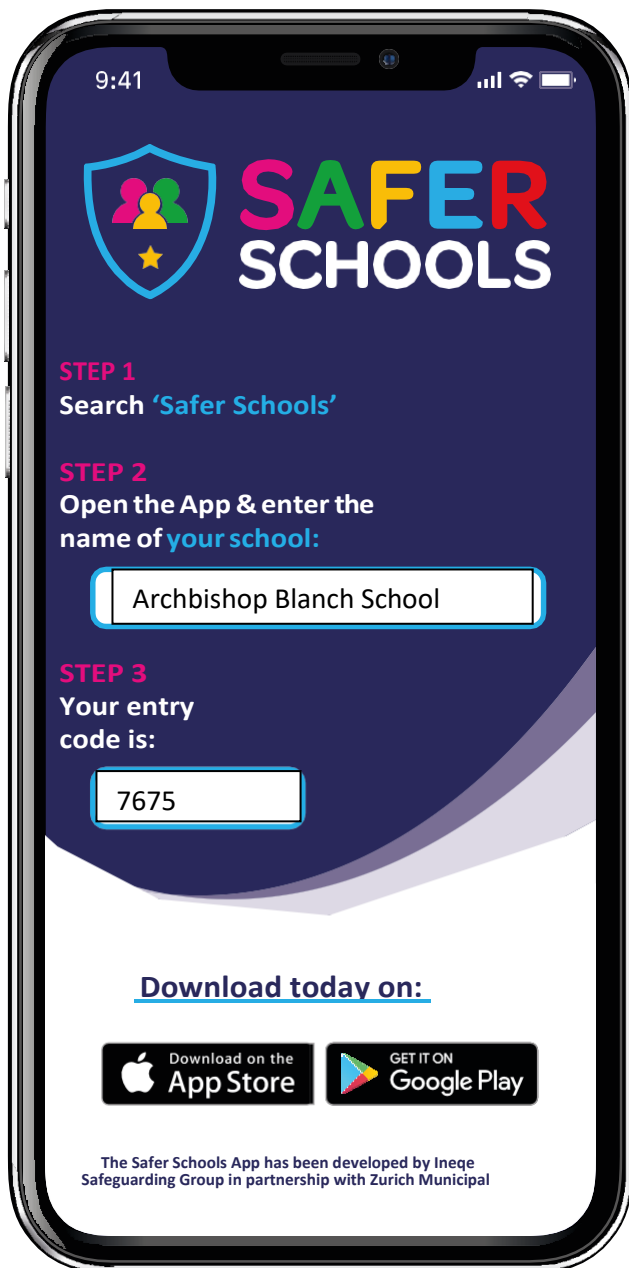 9:41
SAFER
SCHOOLS
STEP 1
Search ‘Safer Schools’
STEP 2
Open the App & enter the
name of your school:
Archbishop Blanch School
STEP 3
Your entry
code is:
7675
Download today on:
Download on the
App Store
GET IT ON
Google Play
The Safer Schools App has been developed by Ineqe
Safeguarding Group in partnership with Zurich Municipal